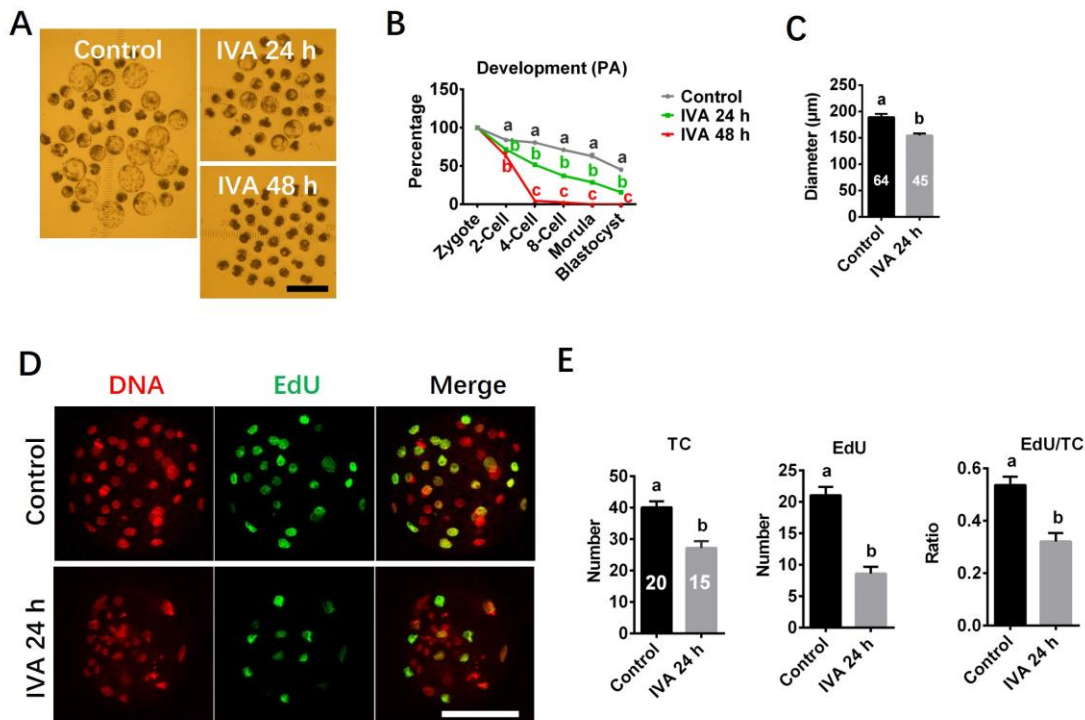 A
Control
IVA 24 h
IVA 48 h
B
Development (PA)
Control
IVA 24 h
IVA 48 h
Percentage
100
50
0
a a a a a
b b b b b
b c c c c
Zygote
2-Cell
4-Cell
8-Cell
Morula
Blastocyst
C
Diameter (μm)
250
200
150
100
50
0
a
b
64
45
Control
IVA 24 h
D
DNA
EdU
Merge
Control
IVA 24 h
E
TC
Number
50
40
30
20
10
0
a
b
20
15
Control
IVA 24 h
EdU
Number
25
20
15
10
5
0
a
b
Control
IVA 24 h
EdU/TC
Ratio
0.6
0.4
0.2
0.0
a
b
Control
IVA 24 h